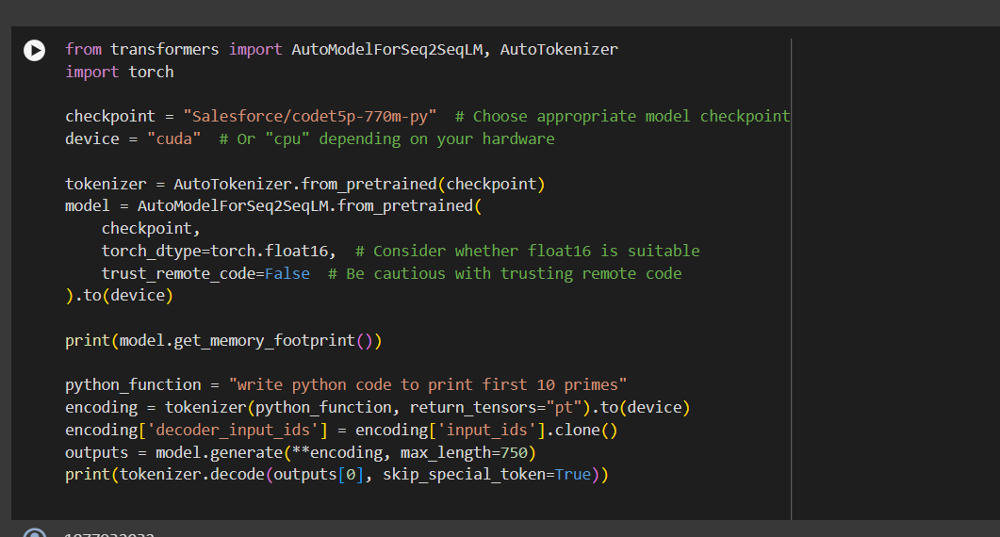 from transformers import AutoModelForSeq2SeqLM, AutoTokenizer
import torch
checkpoint = "Salesforce/codet5p-770m-py"  # Choose appropriate model checkpoint
device = "cuda"  # Or "cpu" depending on your hardware
tokenizer = AutoTokenizer.from_pretrained(checkpoint)
model = AutoModelForSeq2SeqLM.from_pretrained(
    checkpoint,
    torch_dtype=torch.float16,  # Consider whether float16 is suitable
    trust_remote_code=False  # Be cautious with trusting remote code
).to(device)
print(model.get_memory_footprint())
python_function = "write python code to print first 10 primes"
encoding = tokenizer(python_function, return_tensors="pt").to(device)
encoding['decoder_input_ids'] = encoding['input_ids'].clone()
outputs = model.generate(**encoding, max_length=750)
print(tokenizer.decode(outputs[0], skip_special_token=True))